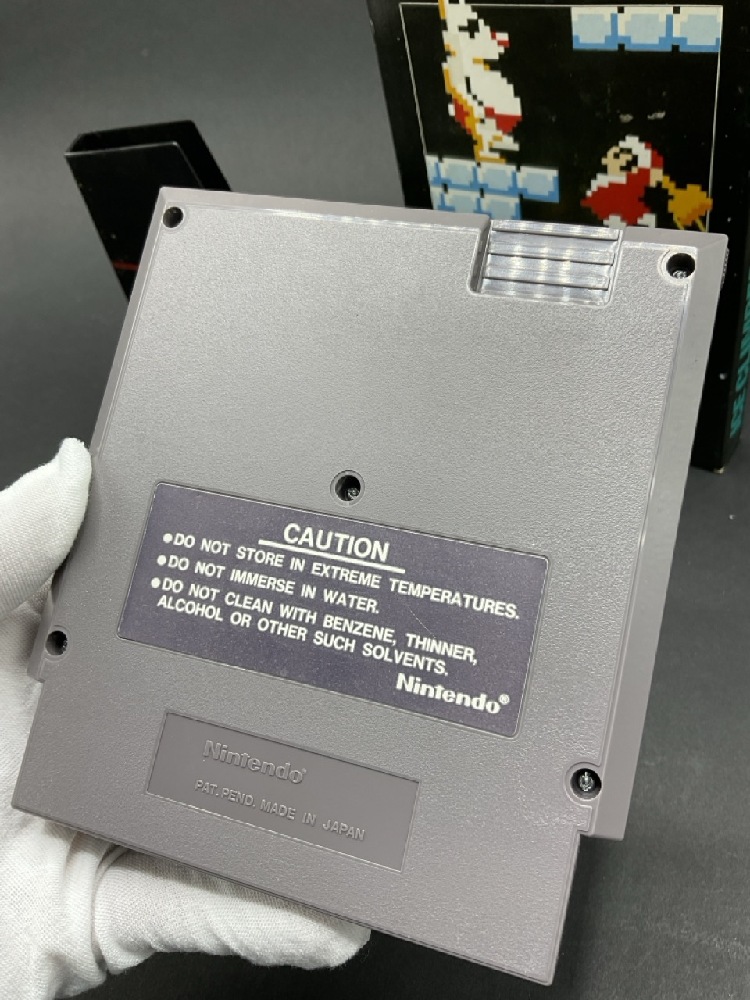 CAUTION
●DO NOT STORE IN EXTREME TEMPERATURES.
●DO NOT IMMERSE IN WATER.
●DO NOT CLEAN WITH BENZENE, THINNER,
ALCOHOL OR OTHER SUCH SOLVENTS.
Nintendo®
Nintendo®
PAT. PEND. MADE IN JAPAN